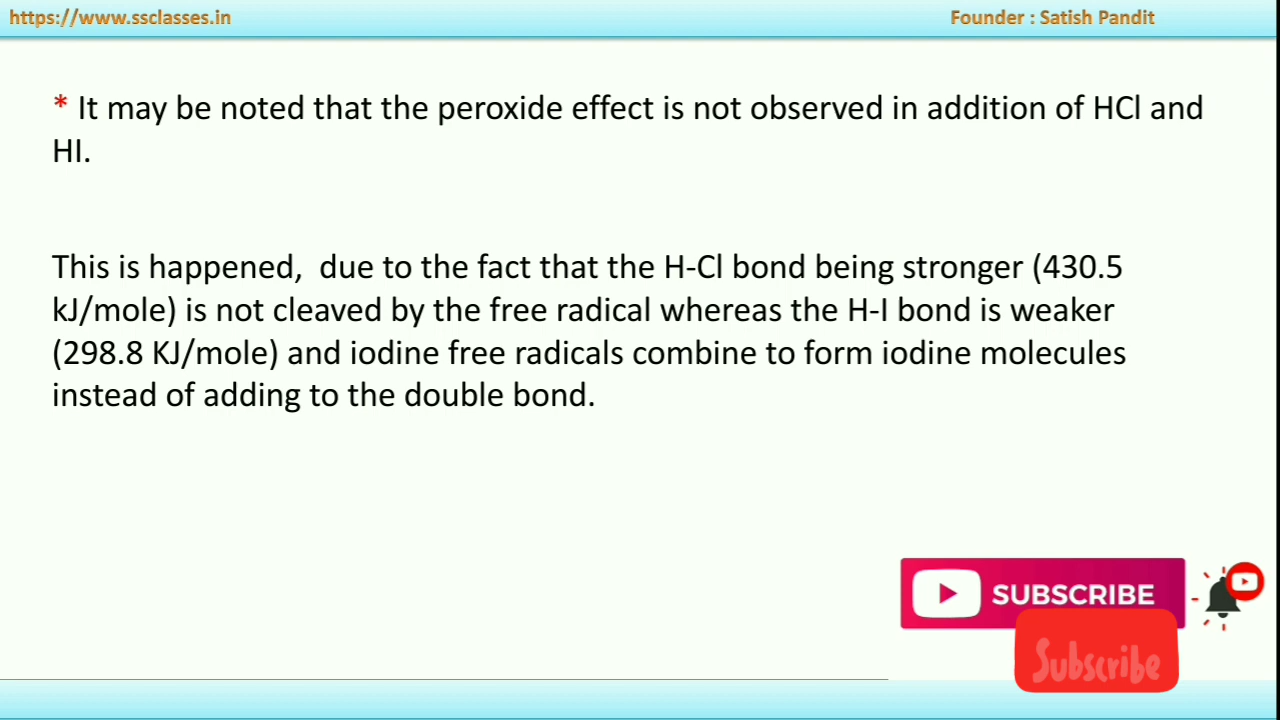 https://www.ssclasses.in
Founder : Satish Pandit
* It may be noted that the peroxide effect is not observed in addition of HCl and
HI.
This is happened,  due to the fact that the H-Cl bond being stronger (430.5
kJ/mole) is not cleaved by the free radical whereas the H-I bond is weaker
(298.8 KJ/mole) and iodine free radicals combine to form iodine molecules
instead of adding to the double bond.
SUBSCRIBE
Subscribe